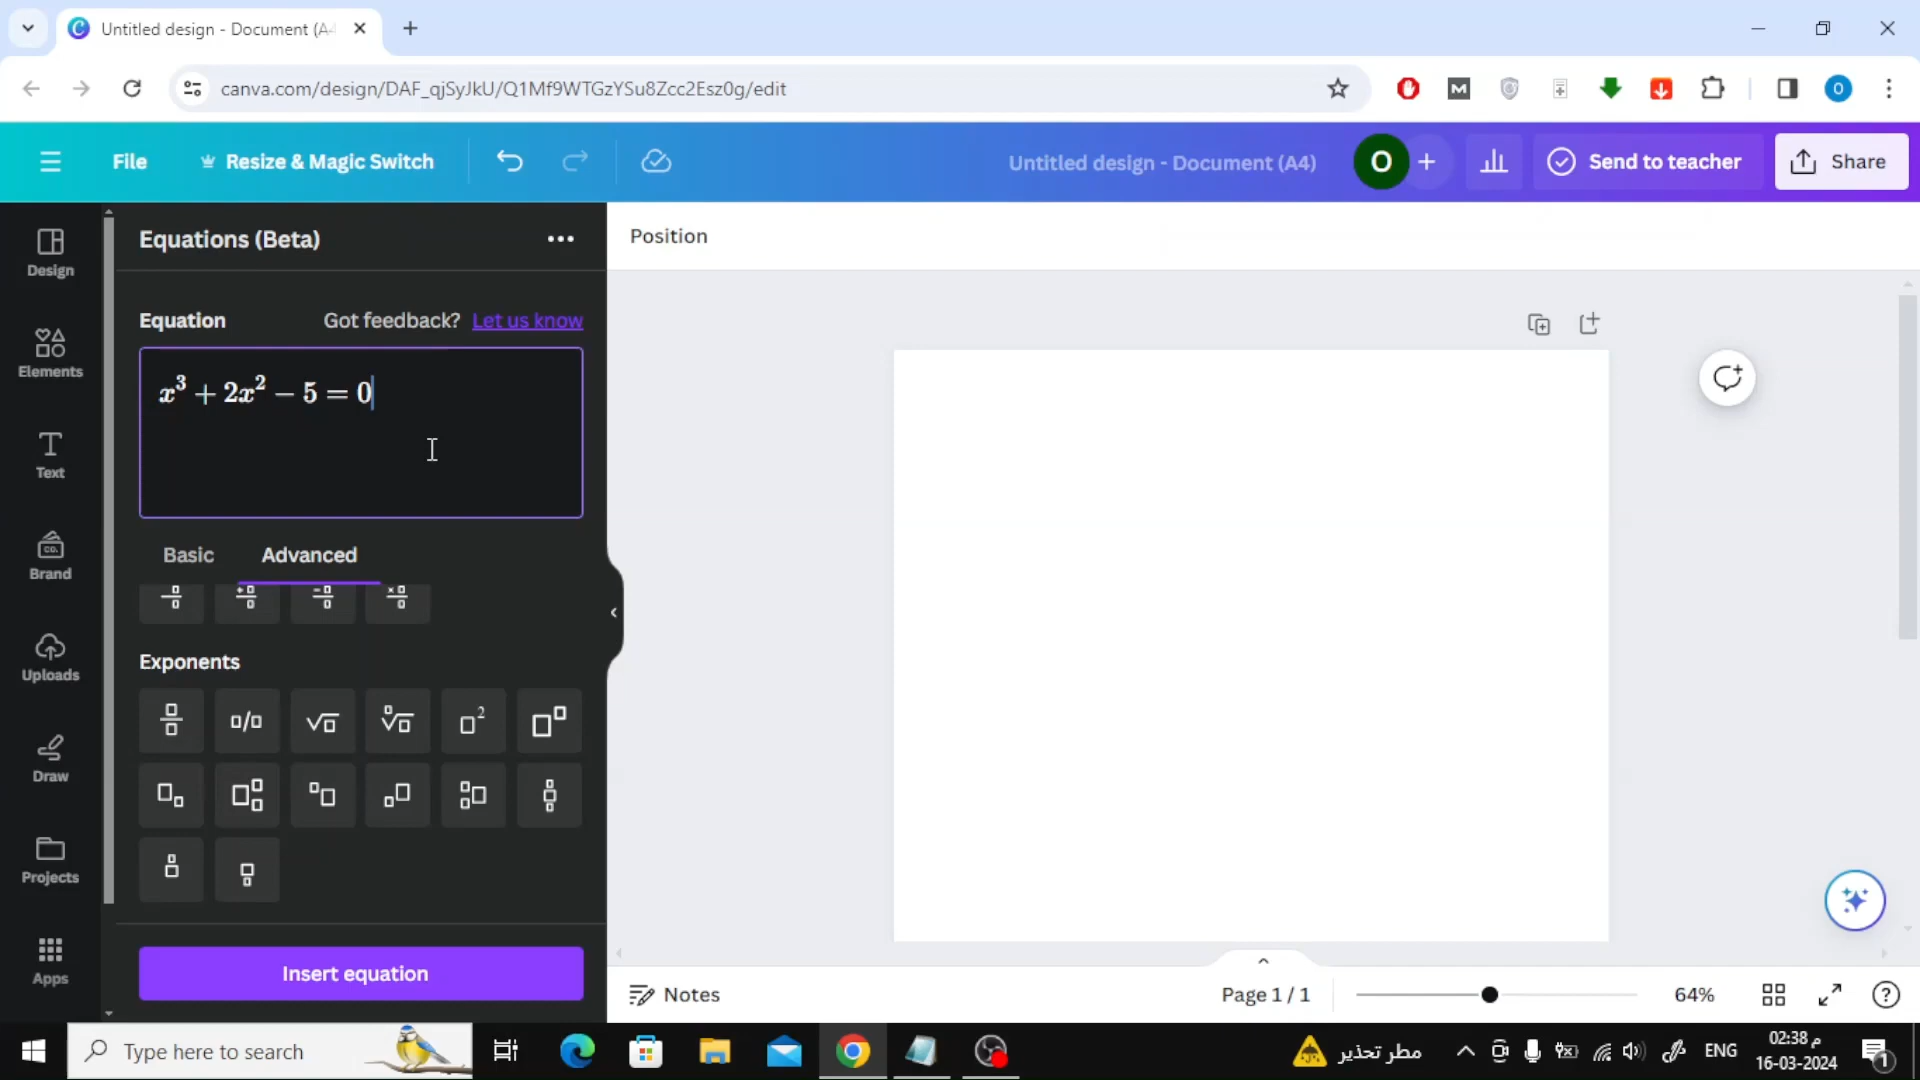 Untitled design - Document (A4
canva.com/design/DAF_qjSyJkU/Q1Mf9WTGzYSu8Zcc2Esz0g/edit
File
Resize & Magic Switch
Untitled design - Document (A4)
O
Send to teacher
Share
Design
Elements
Text
Brand
Uploads
Draw
Projects
Apps
Equations (Beta)
Equation
Got feedback? Let us know
x³ + 2x² − 5 = 0
Basic
Advanced
Exponents
Insert equation
Position
Notes
Page 1 / 1
64%
Type here to search
مطر تحذير
ENG
02:38 م
16-03-2024
1